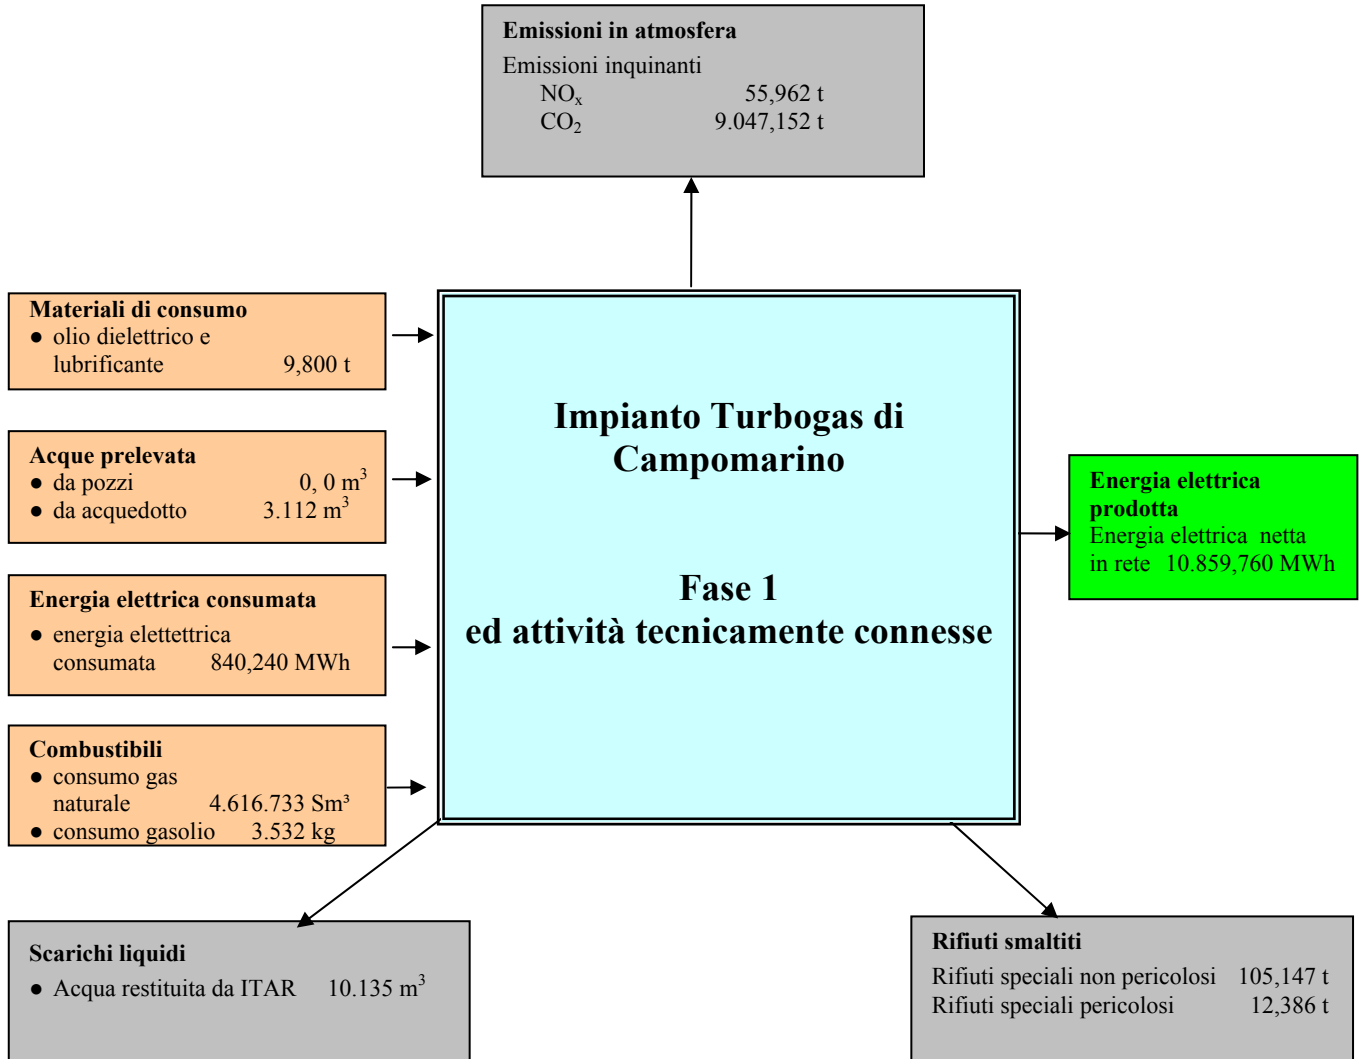 Emissioni in atmosfera
Emissioni inquinanti
NOx 55,962 t
CO2 9.047,152 t
Materiali di consumo
● olio dielettrico e
lubrificante 9,800 t
Acque prelevata
● da pozzi 0, 0 m³
● da acquedotto 3.112 m³
Energia elettrica consumata
● energia elettettrica
consumata 840,240 MWh
Combustibili
● consumo gas
naturale 4.616.733 Sm³
● consumo gasolio 3.532 kg
Impianto Turbogas di
Campomarino
Fase 1
ed attività tecnicamente connesse
Energia elettrica
prodotta
Energia elettrica netta
in rete 10.859,760 MWh
Scarichi liquidi
● Acqua restituita da ITAR 10.135 m³
Rifiuti smaltiti
Rifiuti speciali non pericolosi 105,147 t
Rifiuti speciali pericolosi 12,386 t